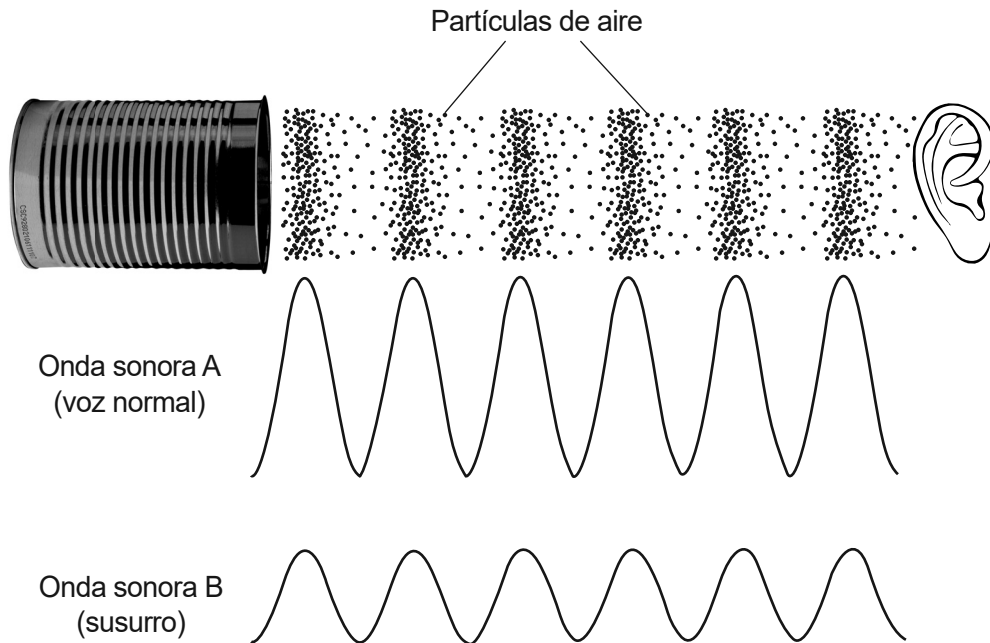 Partículas de aire
Onda sonora A
(voz normal)
Onda sonora B
(susurro)